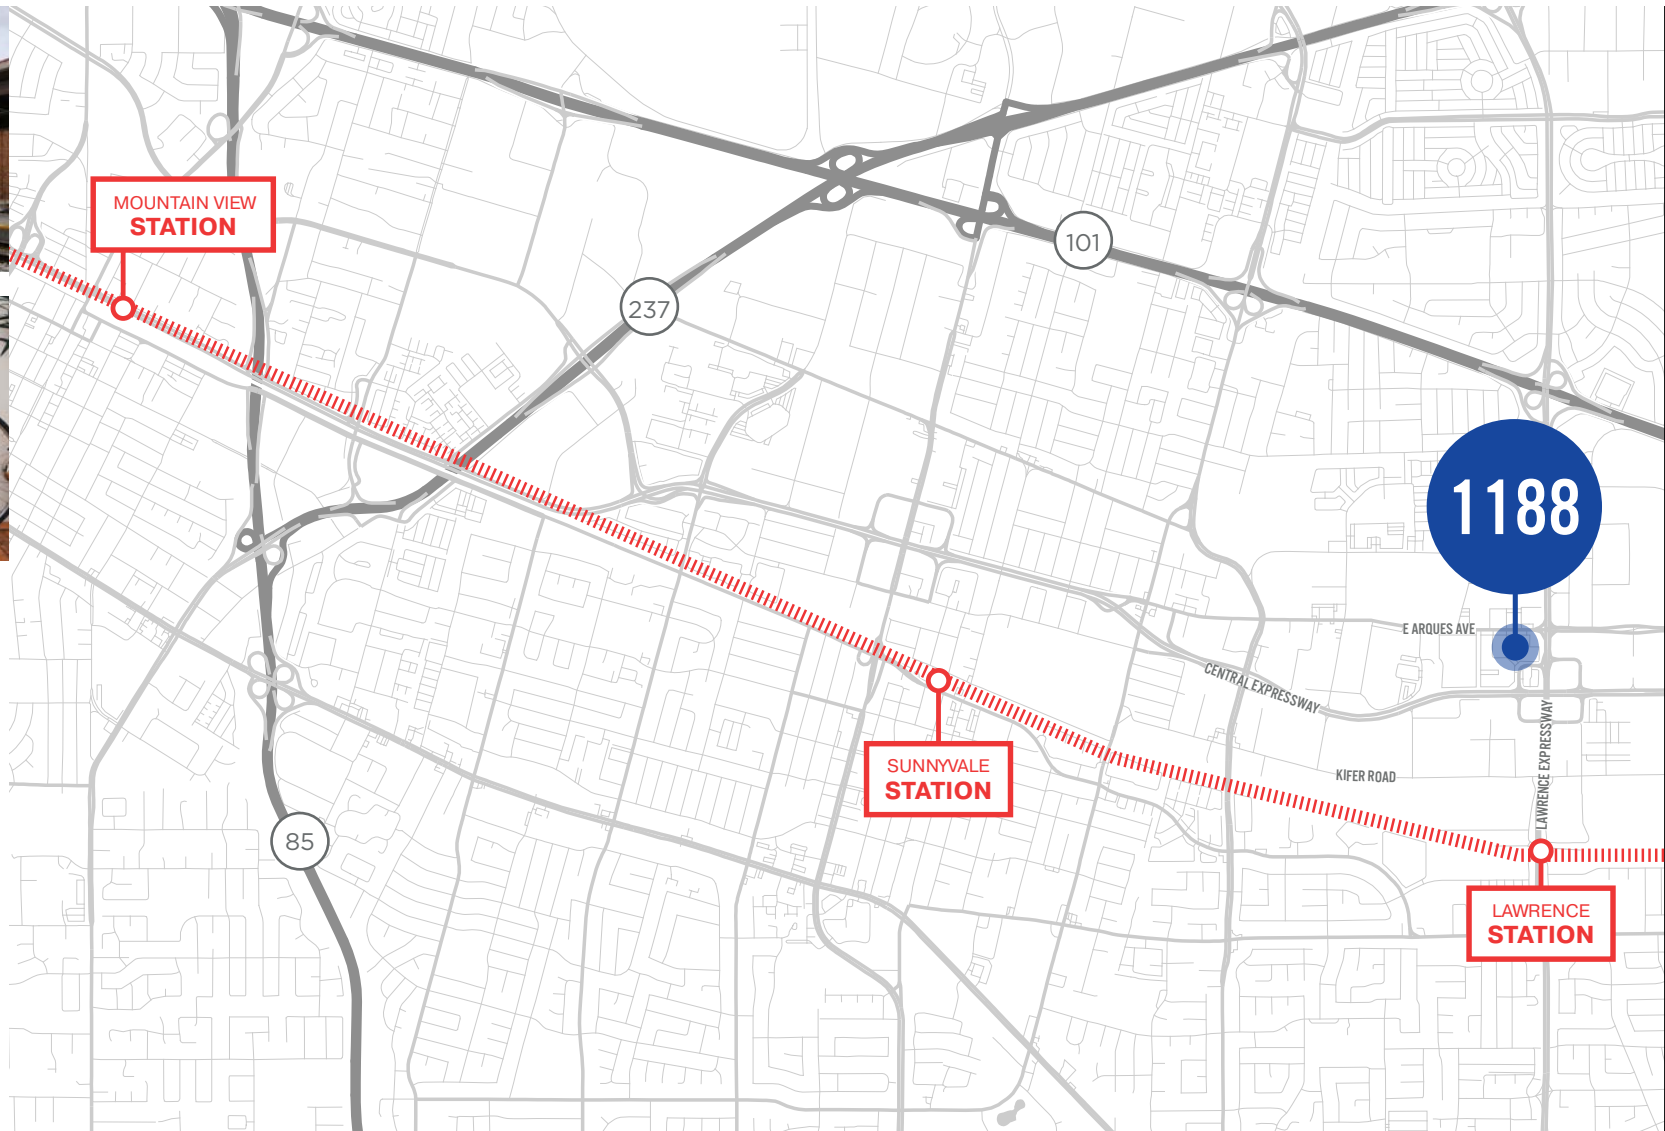 MOUNTAIN VIEW
STATION
101
237
1188
E ARQUES AVE
CENTRAL EXPRESSWAY
SUNNYVALE
STATION
KIFER ROAD
LAWRENCE EXPRESSWAY
85
LAWRENCE
STATION